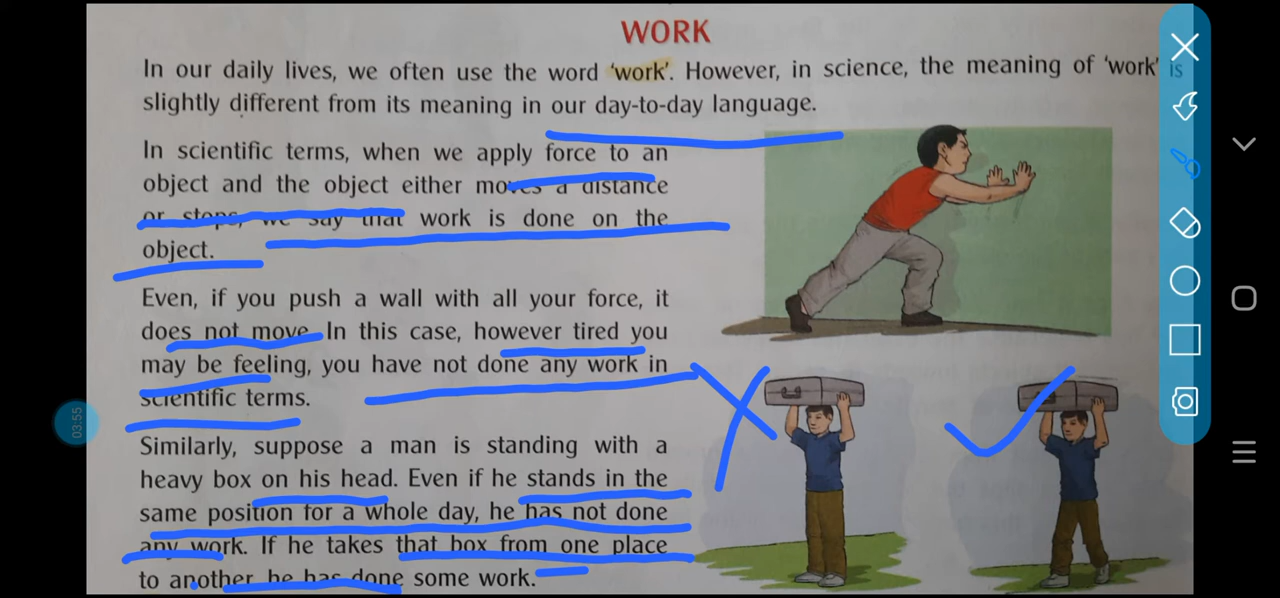 WORK
In our daily lives, we often use the word ‘work’. However, in science, the meaning of ‘work’ is
slightly different from its meaning in our day-to-day language.
In scientific terms, when we apply force to an
object and the object either moves a distance
or stops, we say that work is done on the
object.
Even, if you push a wall with all your force, it
does not move. In this case, however tired you
may be feeling, you have not done any work in
scientific terms.
Similarly, suppose a man is standing with a
heavy box on his head. Even if he stands in the
same position for a whole day, he has not done
any work. If he takes that box from one place
to another he has done some work.
03:55